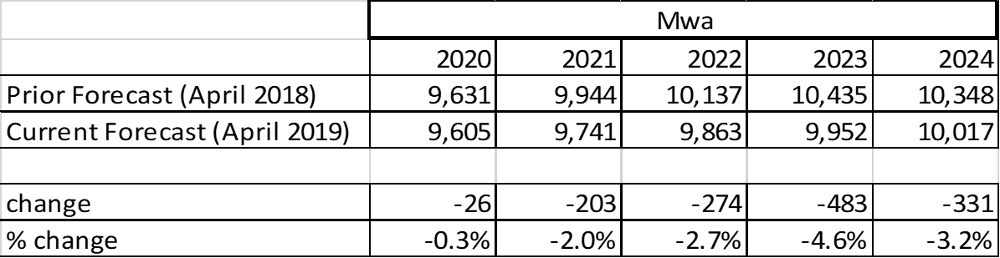 Mwa
2020 2021 2022 2023 2024
Prior Forecast (April 2018) 9,631 9,944 10,137 10,435 10,348
Current Forecast (April 2019) 9,605 9,741 9,863 9,952 10,017
change -26 -203 -274 -483 -331
% change -0.3% -2.0% -2.7% -4.6% -3.2%